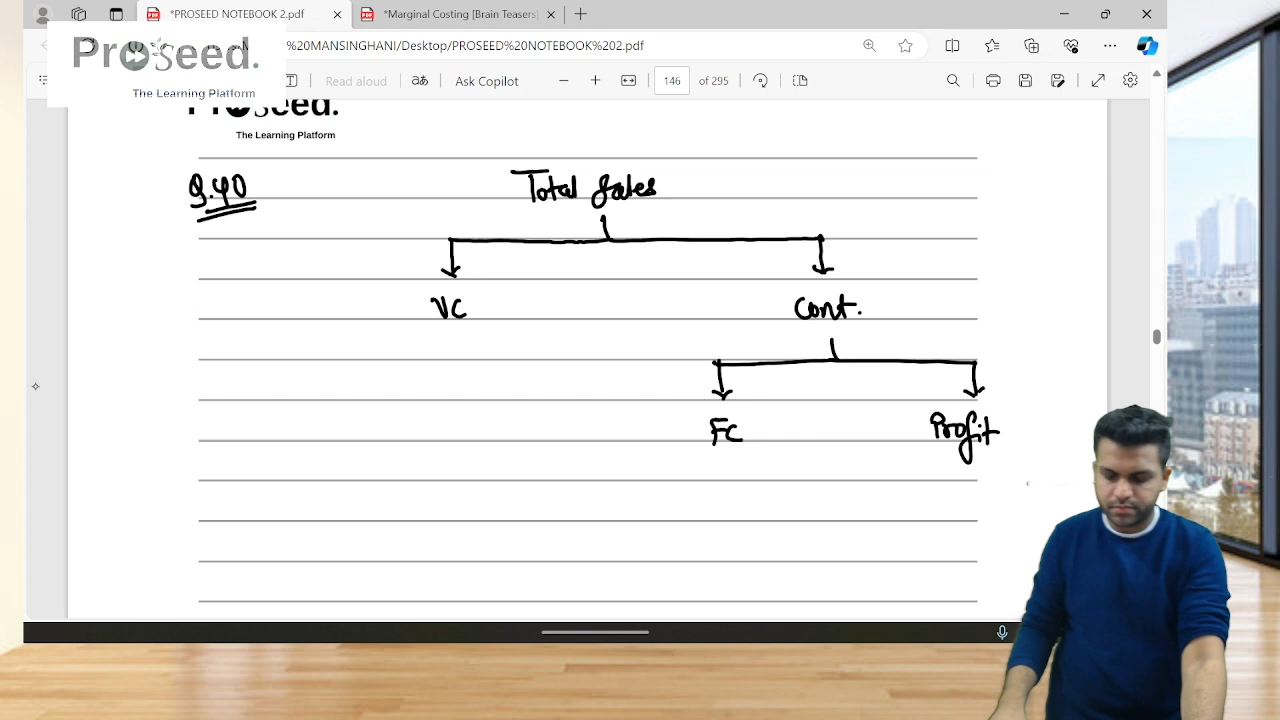 *PROSEED NOTEBOOK 2.pdf
*Marginal Costing [Brain Teasers]
Proseed.
The Learning Platform
%20MANSINGHANI/Desktop/PROSEED%20NOTEBOOK%202.pdf
Read aloud
Ask Copilot
146 of 295
Proseed.
The Learning Platform
Q.40
Total Sales
VC
Cont.
FC
Profit